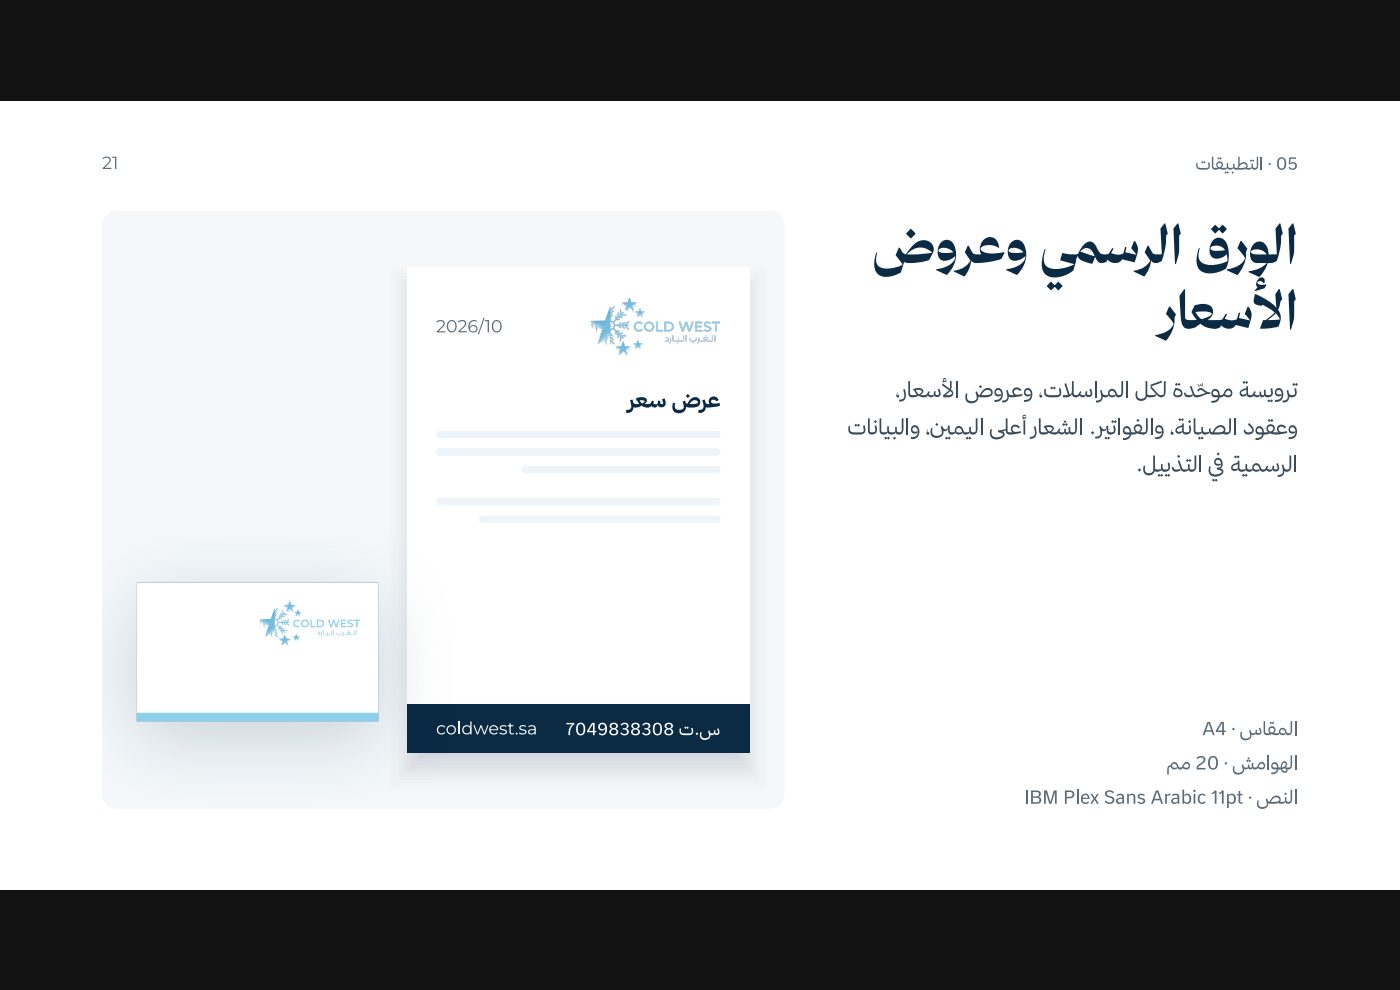 05 · التطبيقات
21
الورق الرسمي وعروض
الأسعار
ترويسة موحّدة لكل المراسلات، وعروض الأسعار،
وعقود الصيانة، والفواتير. الشعار أعلى اليمين، والبيانات
الرسمية في التذييل.
المقاس · A4
الهوامش · 20 مم
النص · IBM Plex Sans Arabic 11pt
COLD WEST
الغرب البارد
2026/10
عرض سعر
س.ت 7049838308
coldwest.sa
COLD WEST
الغرب البارد